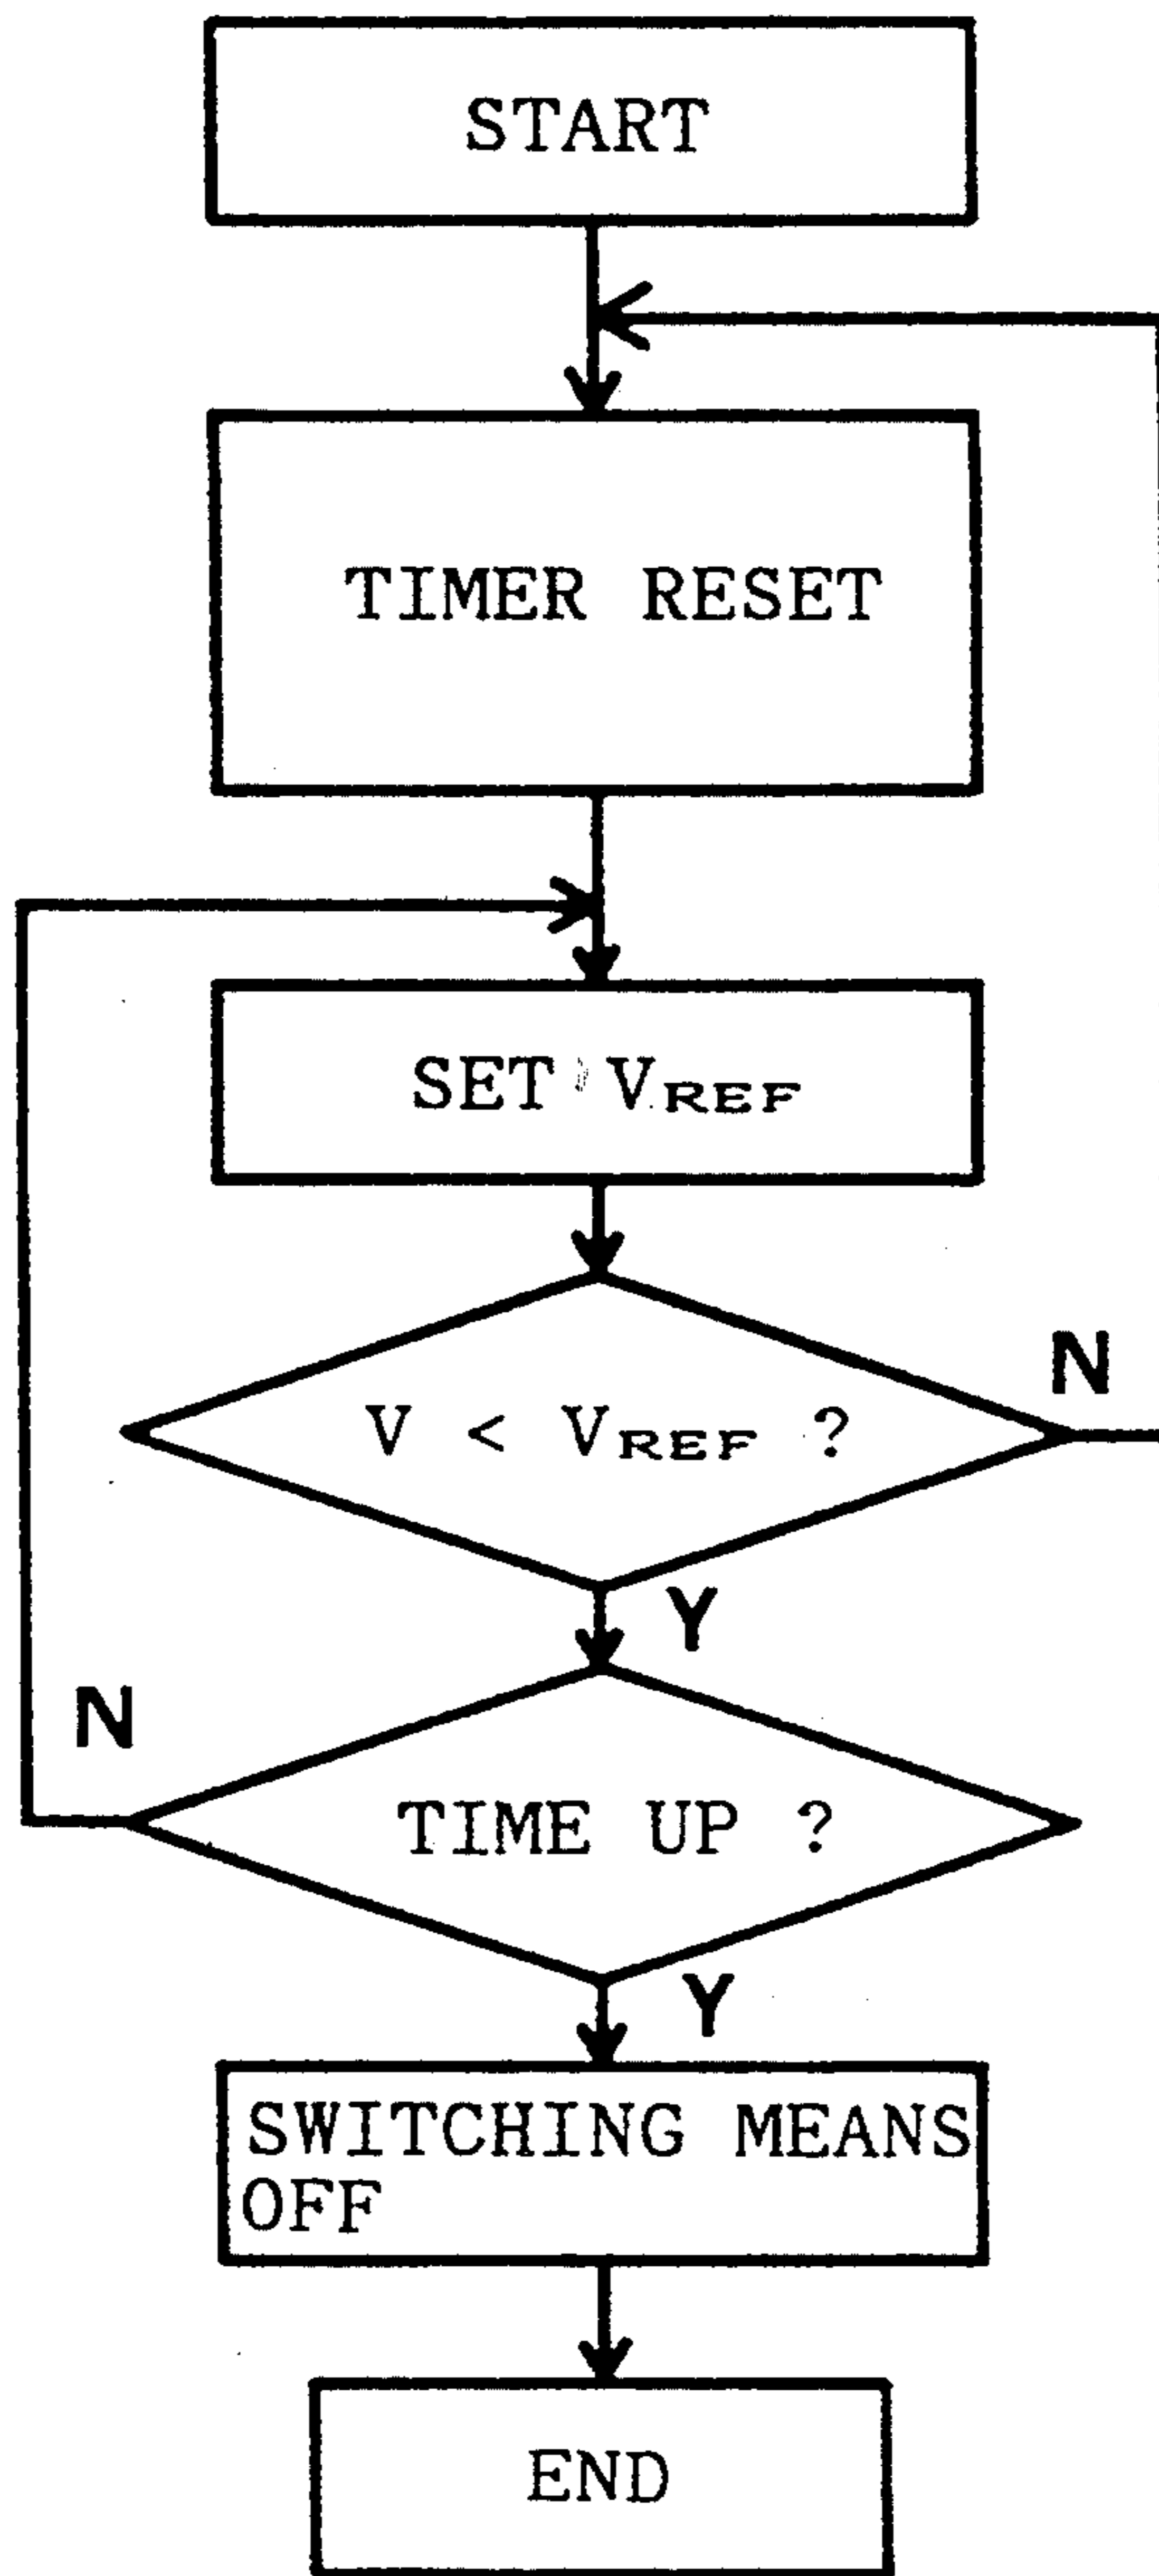 START
TIMER RESET
SET VREF
V < VREF ?
N
Y
N
TIME UP ?
Y
SWITCHING MEANS
OFF
END